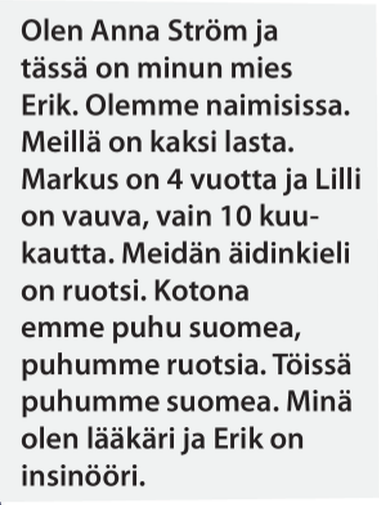 Olen Anna Ström ja
tässä on minun mies
Erik. Olemme naimisissa.
Meillä on kaksi lasta.
Markus on 4 vuotta ja Lilli
on vauva, vain 10 kuu-
kautta. Meidän äidinkieli
on ruotsi. Kotona
emme puhu suomea,
puhumme ruotsia. Töissä
puhumme suomea. Minä
olen lääkäri ja Erik on
insinööri.